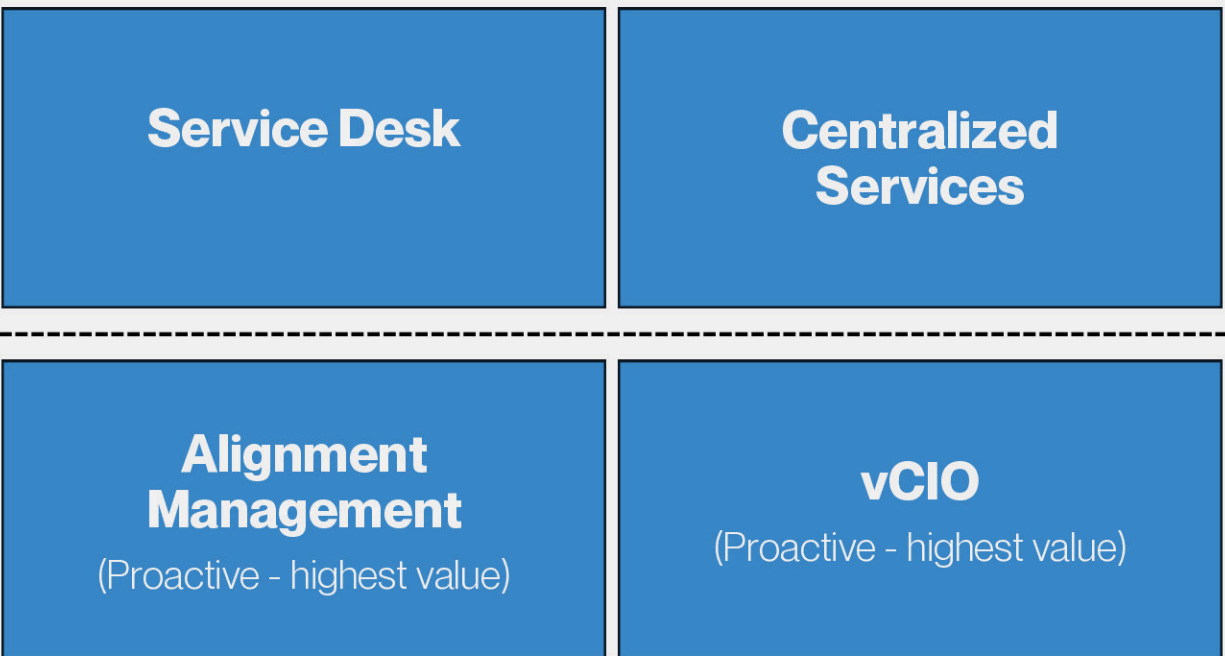 Service Desk
Centralized
Services
Alignment
Management
(Proactive - highest value)
vCIO
(Proactive - highest value)